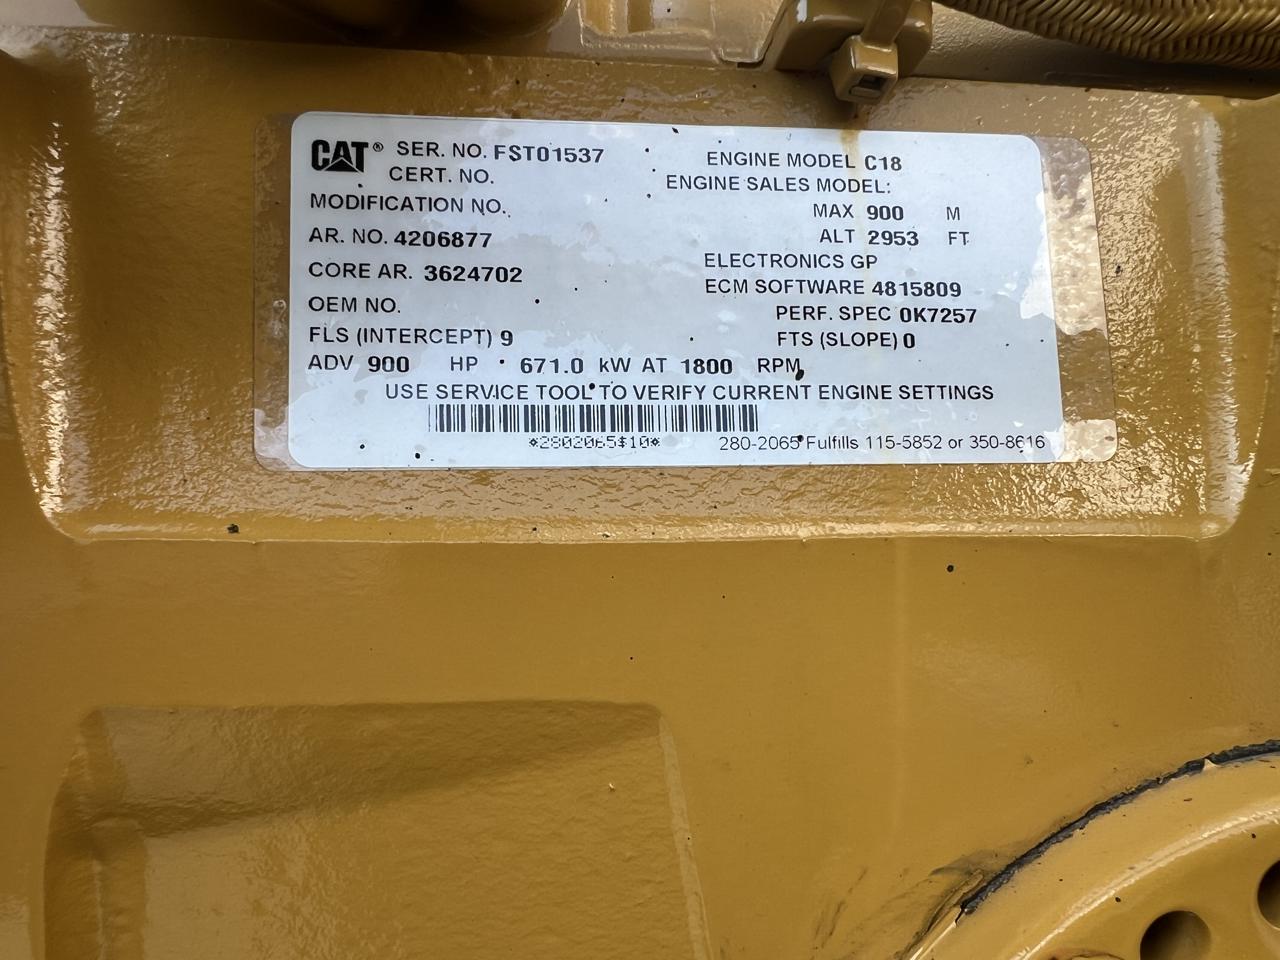 CAT® SER. NO. FST01537 ENGINE MODEL C18
CERT. NO. ENGINE SALES MODEL:
MODIFICATION NO. MAX 900 M
AR. NO. 4206877 ALT 2953 FT
ELECTRONICS GP
CORE AR. 3624702 ECM SOFTWARE 4815809
OEM NO. PERF. SPEC 0K7257
FLS (INTERCEPT) 9 FTS (SLOPE) 0
ADV 900 HP 671.0 kW AT 1800 RPM
USE SERVICE TOOL TO VERIFY CURRENT ENGINE SETTINGS
*2802065$10* 280-2065 Fulfills 115-5852 or 350-8616